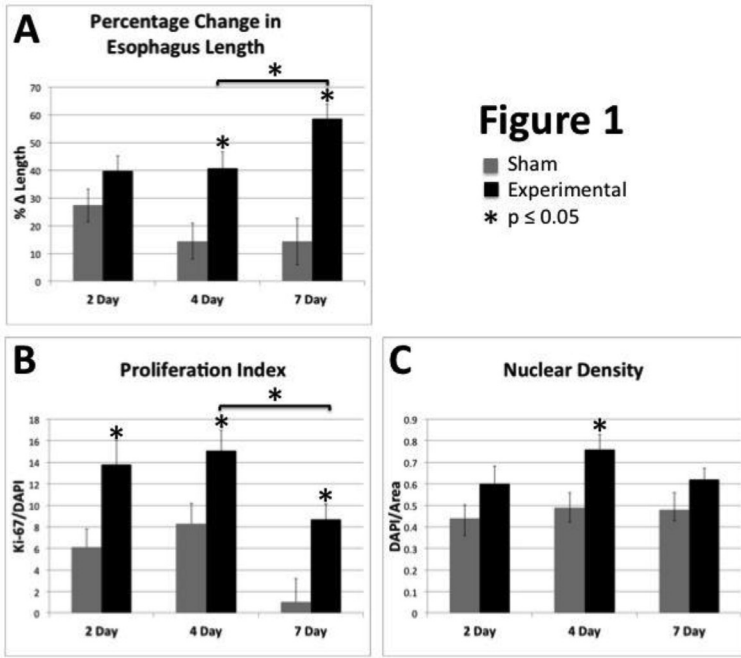 A
Percentage Change in
Esophagus Length
*
*
*
70
60
50
40
30
20
10
0
% Δ Length
2 Day
4 Day
7 Day
Figure 1
Sham
Experimental
* p ≤ 0.05
B
Proliferation Index
*
*
*
*
18
16
14
12
10
8
6
4
2
0
Ki-67/DAPI
2 Day
4 Day
7 Day
C
Nuclear Density
*
0.9
0.8
0.7
0.6
0.5
0.4
0.3
0.2
0.1
0
DAPI/Area
2 Day
4 Day
7 Day